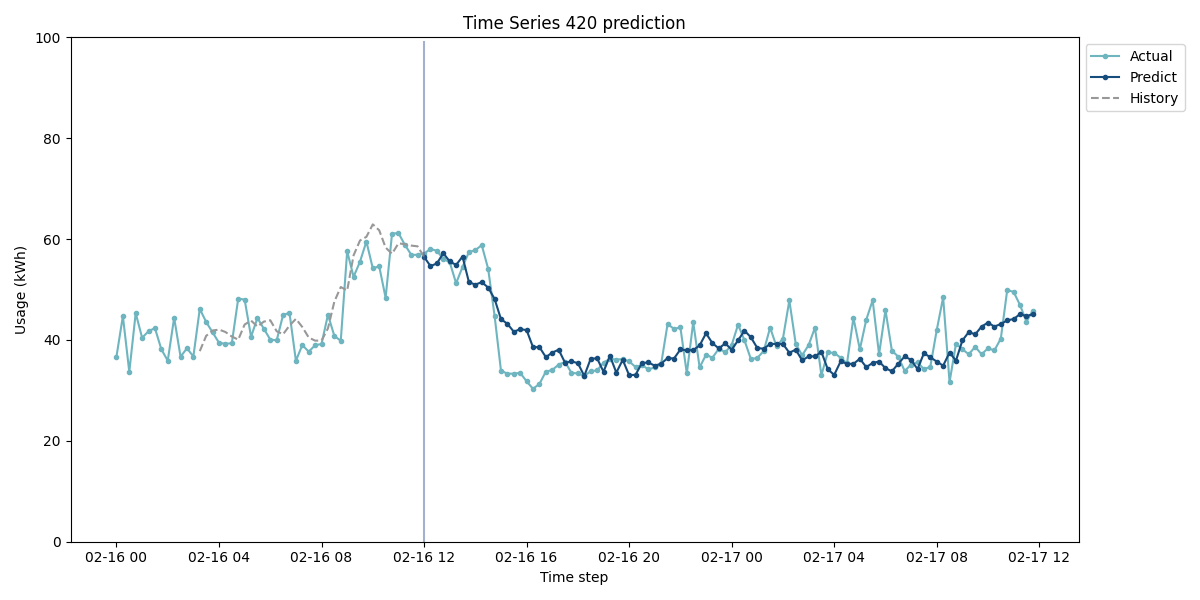 Time Series 420 prediction
100
80
60
40
20
0
Usage (kWh)
02-16 00
02-16 04
02-16 08
02-16 12
02-16 16
02-16 20
02-17 00
02-17 04
02-17 08
02-17 12
Time step
Actual
Predict
History